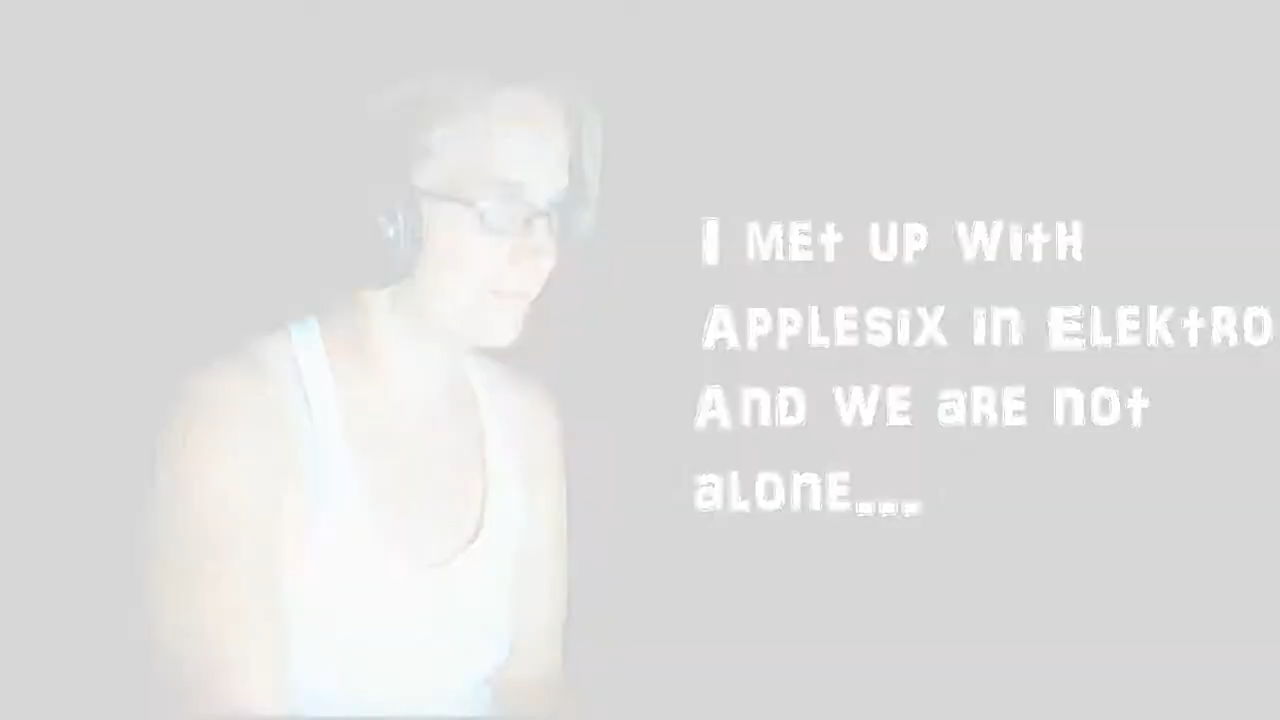 I met up with
Applesix in Elektro
And we are not
alone...